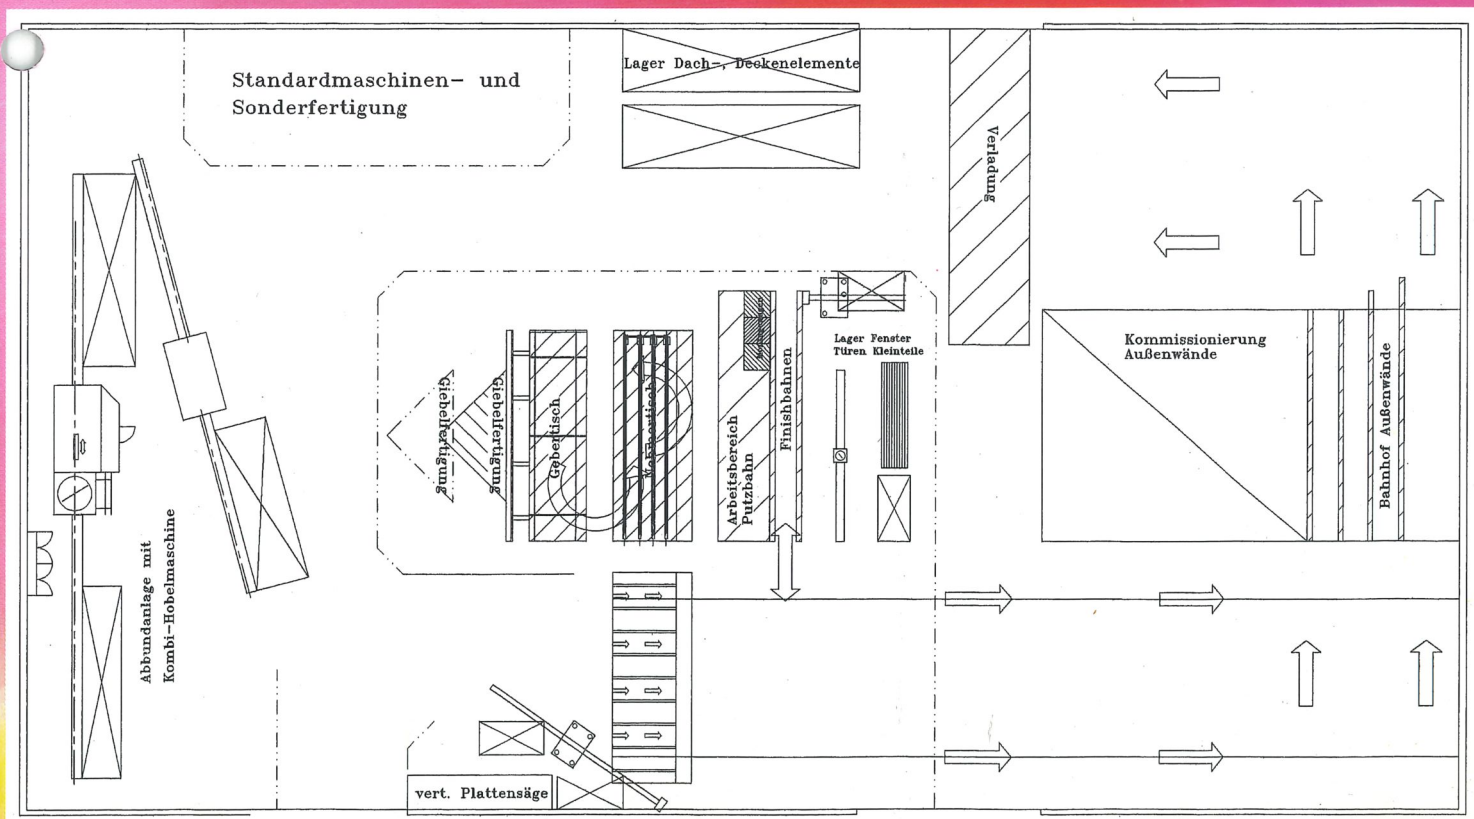 Standardmaschinen- und
Sonderfertigung
Lager Dach-, Deckenelemente
Verladung
Kommissionierung
Außenwände
Bahnhof Außenwände
Lager Fenster
Türen Kleinteile
Finishbahnen
Arbeitsbereich
Putzbahn
Gebertisch
Giebelfertigung
Giebelfertigung
Abbundanlage mit
Kombi-Hobelmaschine
vert. Plattensäge